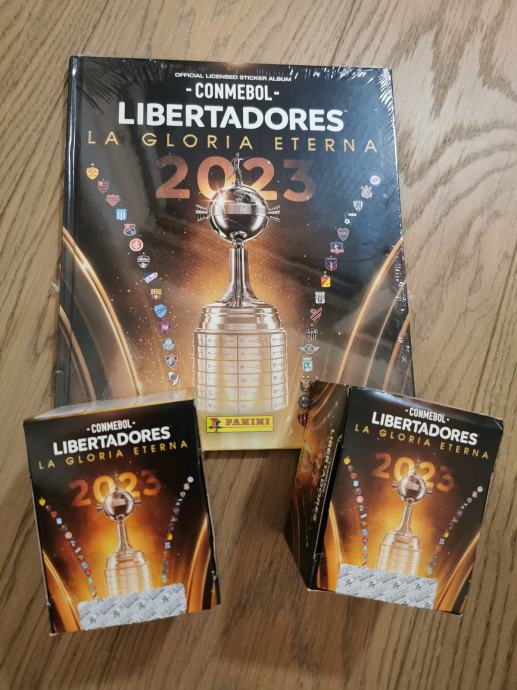 OFFICIAL LICENSED STICKER ALBUM
- CONMEBOL -
LIBERTADORES™
LA GLORIA ETERNA
2023
PANINI
- CONMEBOL -
LIBERTADORES
LA GLORIA ETERNA
2023
- CONMEBOL -
LIBERTADORES
LA GLORIA ETERNA
2023
LIBERTADORES